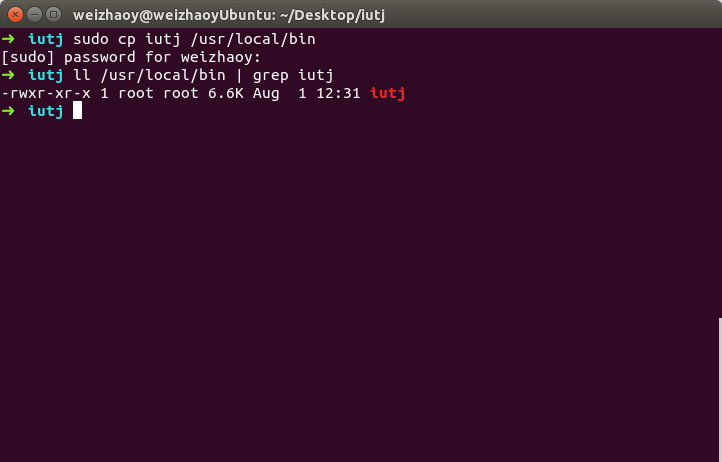 weizhaoy@weizhaoyUbuntu: ~/Desktop/iutj
➜  iutj sudo cp iutj /usr/local/bin
[sudo] password for weizhaoy:
➜  iutj ll /usr/local/bin | grep iutj
-rwxr-xr-x 1 root root 6.6K Aug  1 12:31 iutj
➜  iutj